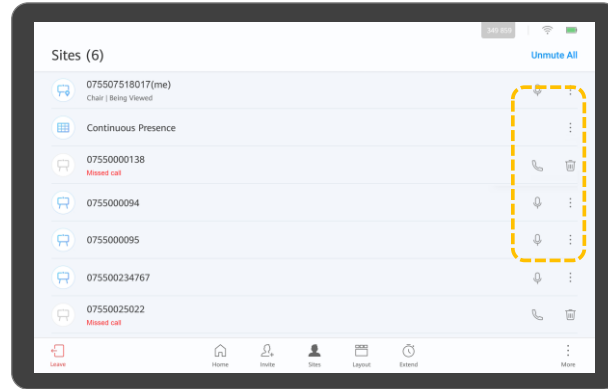 Sites (6)
Unmute All
075507518017(me)
Chair | Being Viewed
Continuous Presence
07550000138
Missed call
0755000094
0755000095
075500234767
07550025022
Missed call
Leave
Home
Invite
Sites
Layout
Extend
More